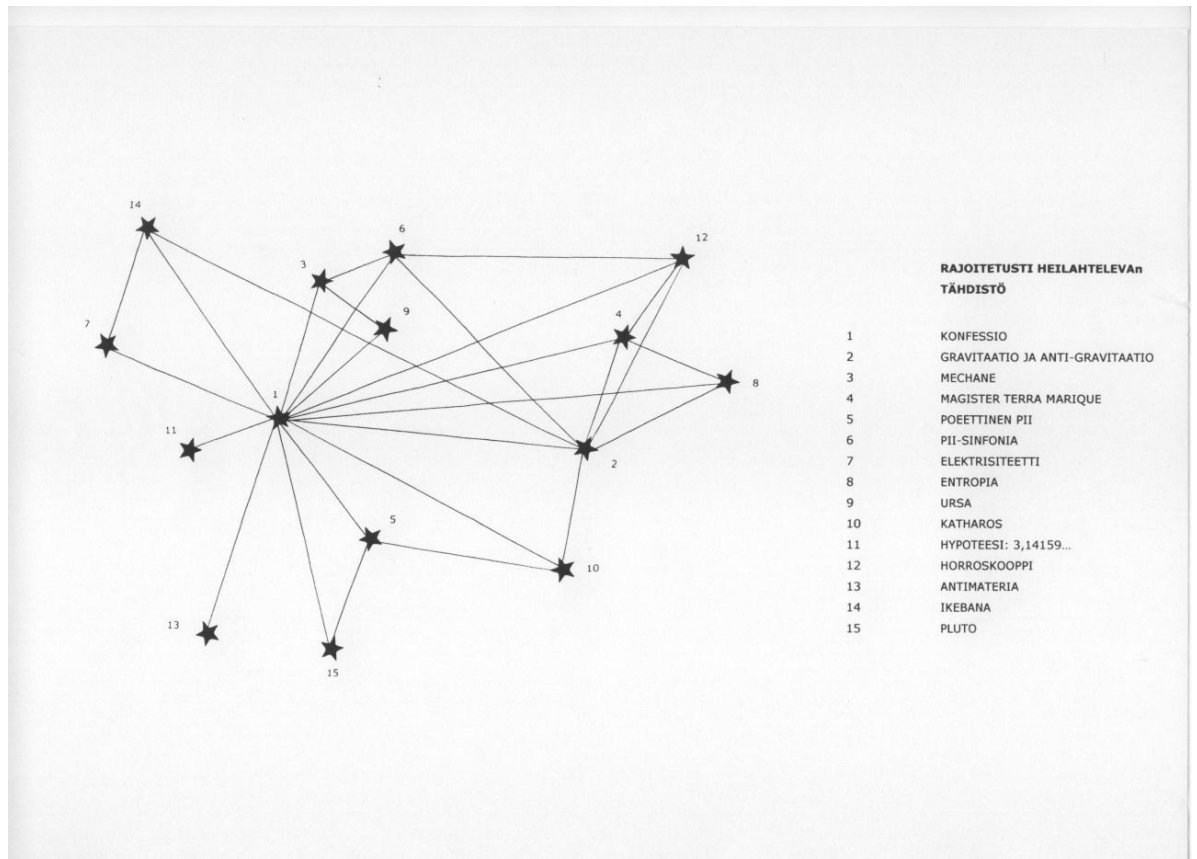 14
6
12
3
9
4
7
8
1
11
2
5
10
13
15
RAJOITETUSTI HEILAHTELEVAn
TÄHDISTÖ
1 KONFESSIO
2 GRAVITAATIO JA ANTI-GRAVITAATIO
3 MECHANE
4 MAGISTER TERRA MARIQUE
5 POEETTINEN PII
6 PII-SINFONIA
7 ELEKTRISITEETTI
8 ENTROPIA
9 URSA
10 KATHAROS
11 HYPOTEESI: 3,14159...
12 HORROSKOOPPI
13 ANTIMATERIA
14 IKEBANA
15 PLUTO